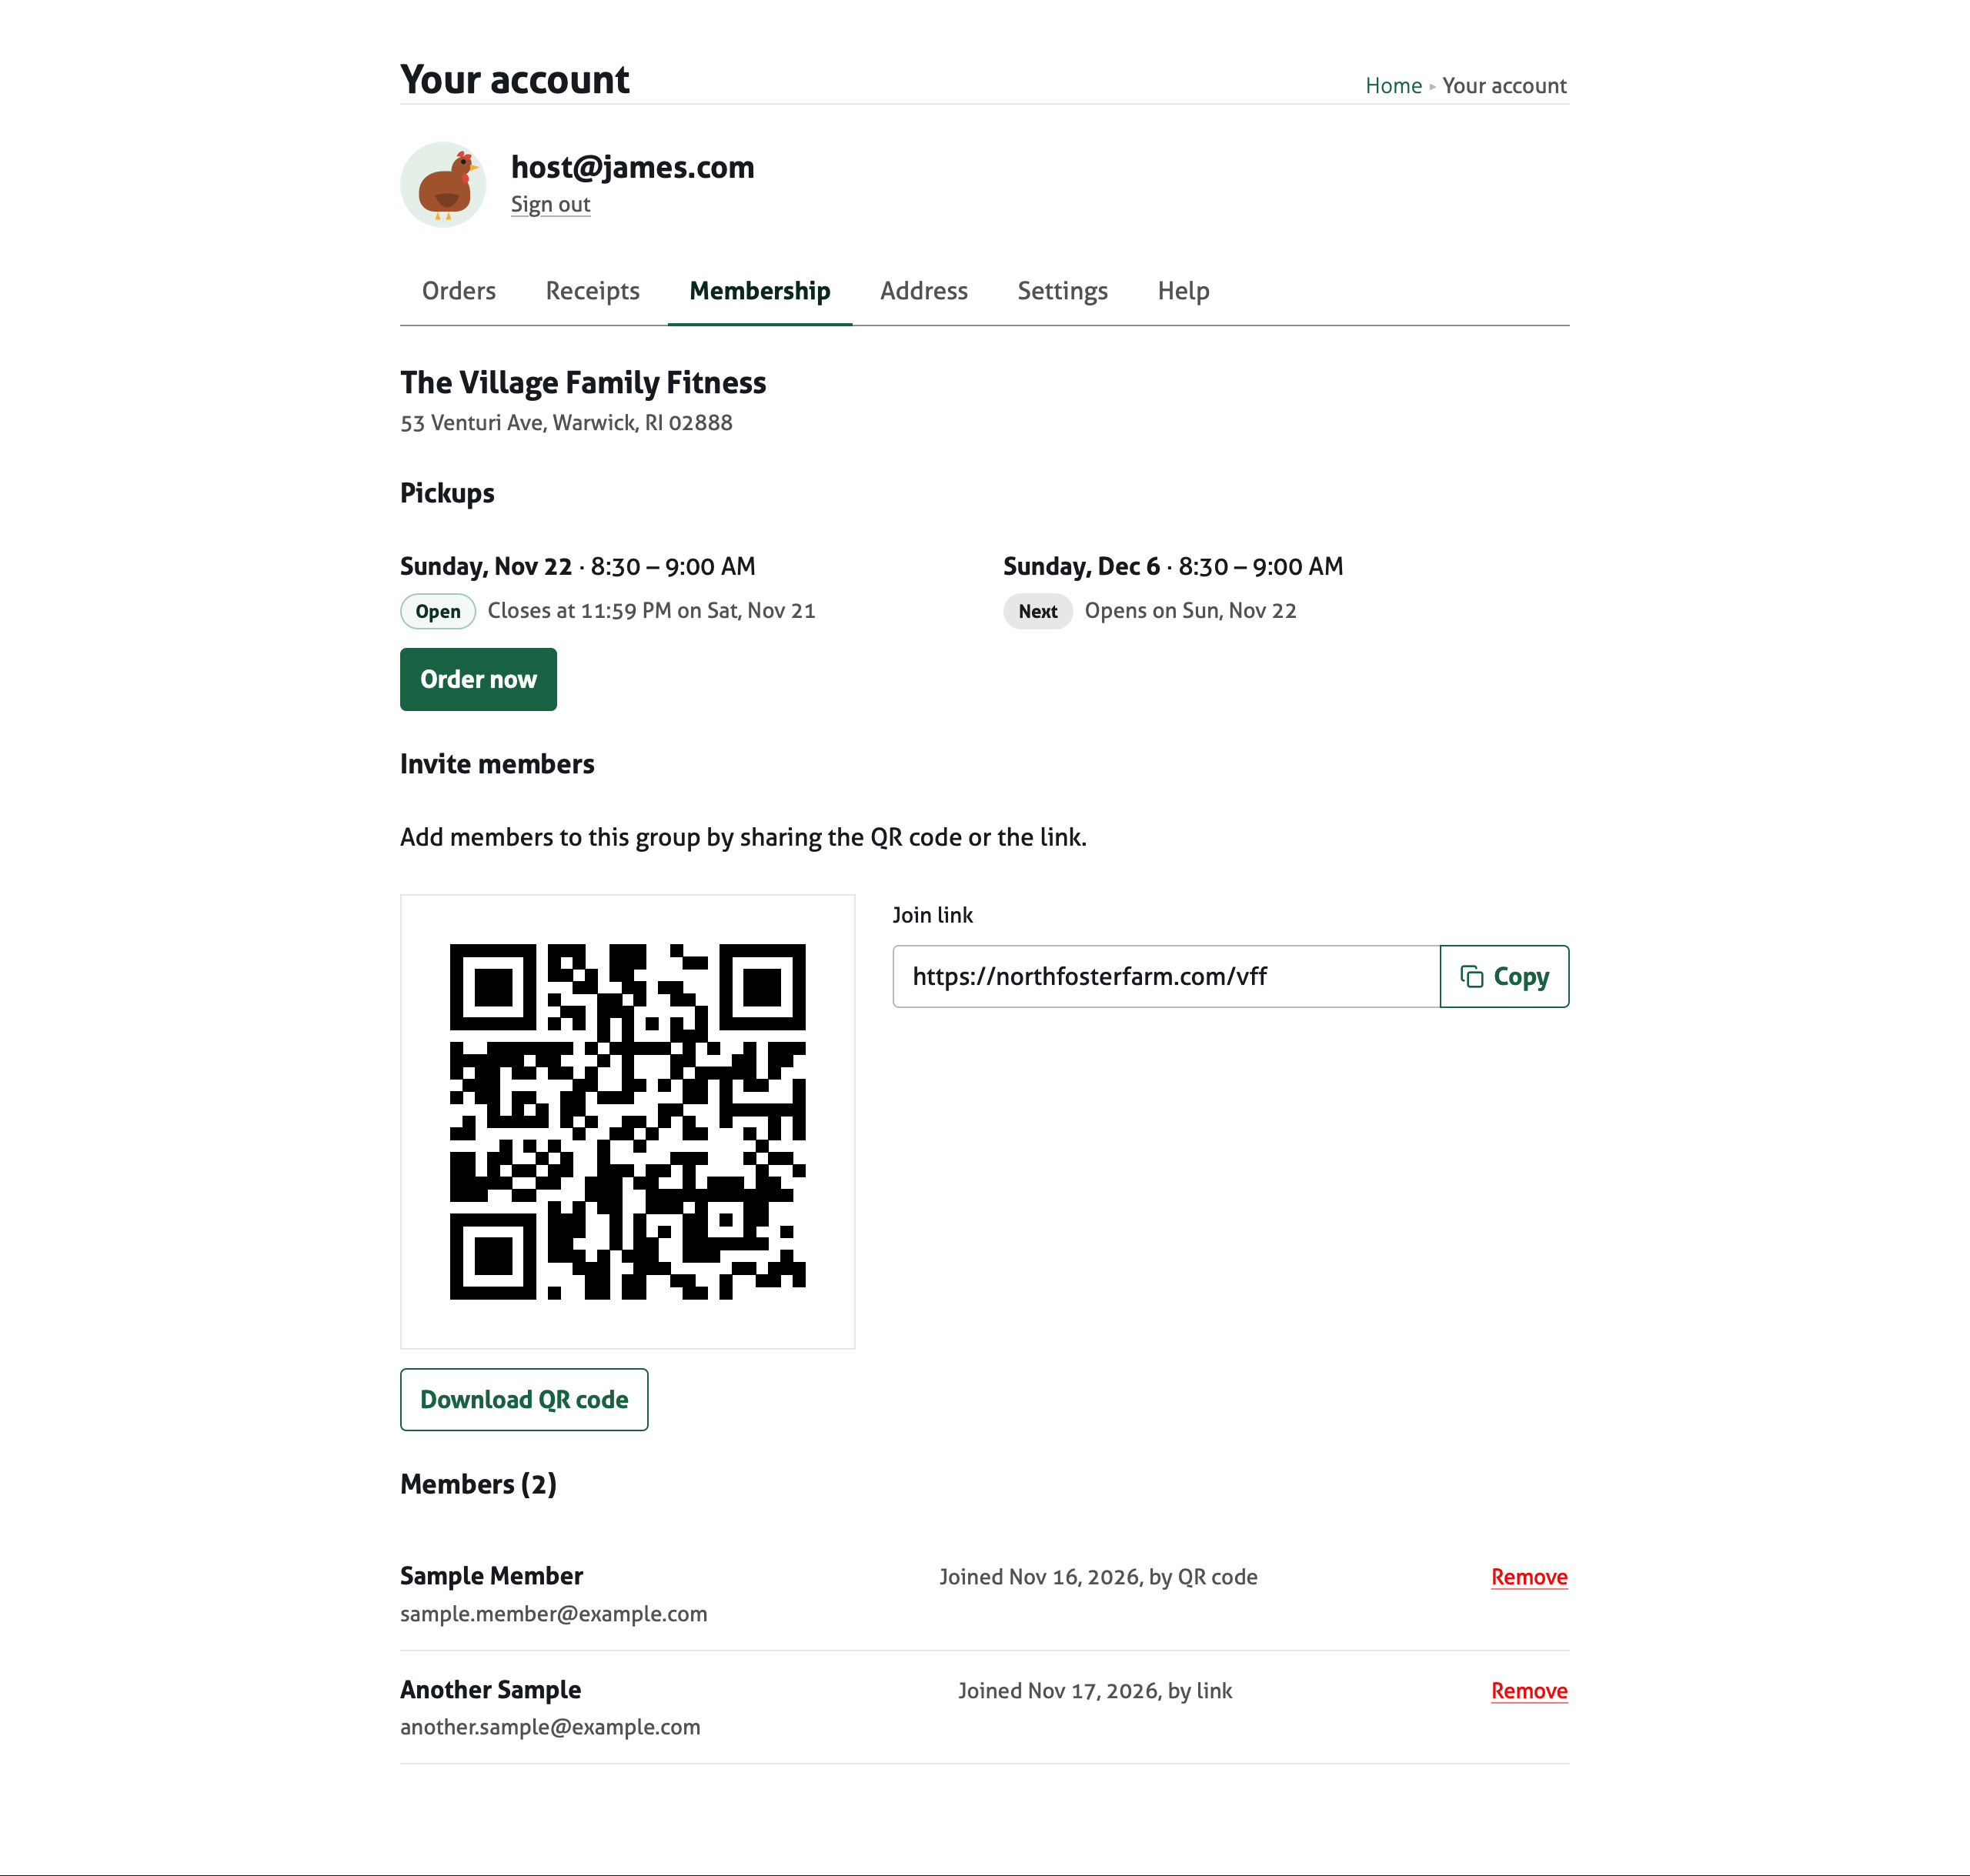 Your account
Home ▸ Your account
host@james.com
Sign out
Orders Receipts Membership Address Settings Help
The Village Family Fitness
53 Venturi Ave, Warwick, RI 02888
Pickups
Sunday, Nov 22 · 8:30 – 9:00 AM
Open Closes at 11:59 PM on Sat, Nov 21
Order now
Sunday, Dec 6 · 8:30 – 9:00 AM
Next Opens on Sun, Nov 22
Invite members
Add members to this group by sharing the QR code or the link.
Join link
https://northfosterfarm.com/vff
Copy
Download QR code
Members (2)
Sample Member
Joined Nov 16, 2026, by QR code
Remove
sample.member@example.com
Another Sample
Joined Nov 17, 2026, by link
Remove
another.sample@example.com